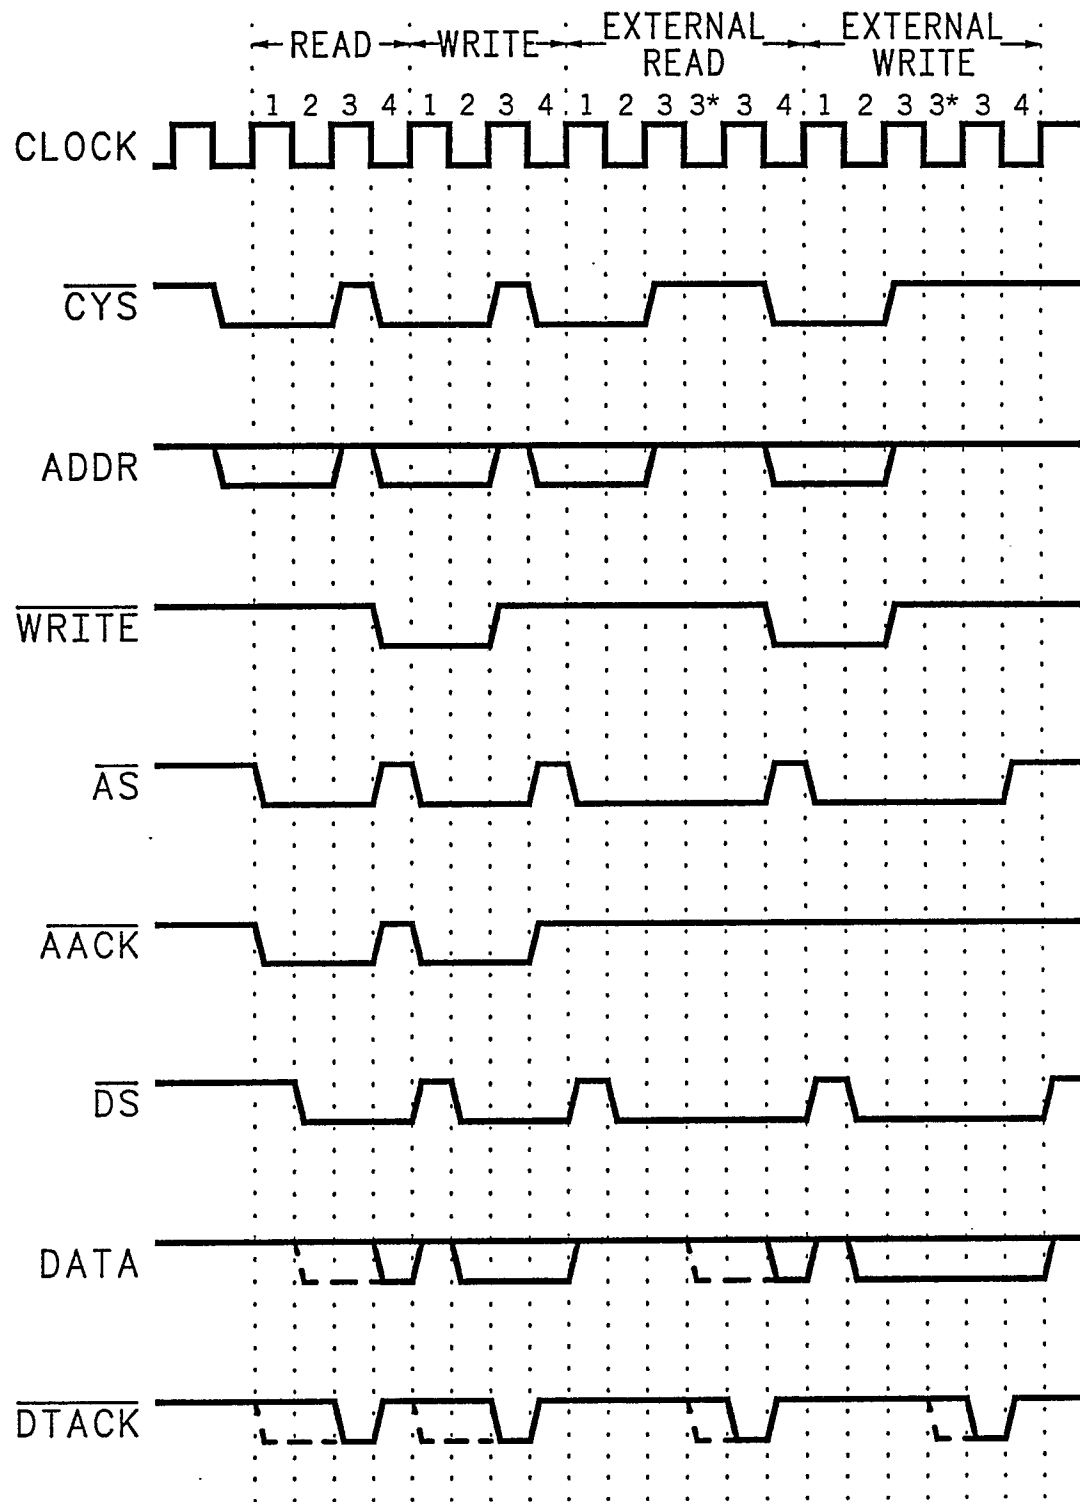 READ WRITE EXTERNAL READ EXTERNAL WRITE
1 2 3 4 1 2 3 4 1 2 3 3* 3 4 1 2 3 3* 3 4
CLOCK
CYS
ADDR
WRITE
AS
AACK
DS
DATA
DTACK